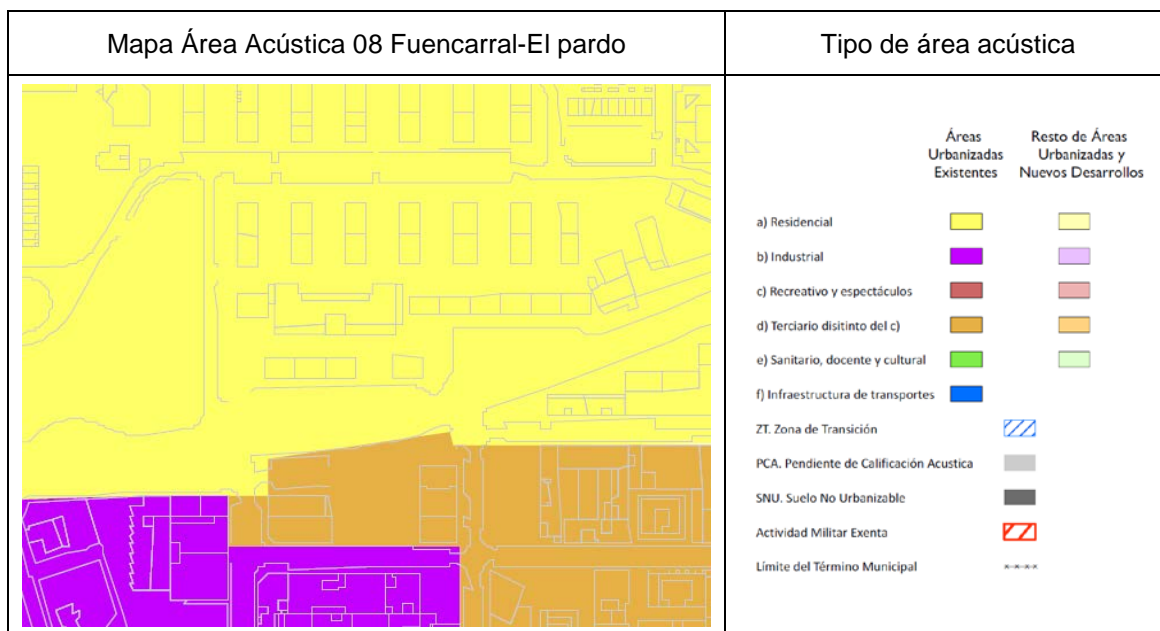 Mapa Área Acústica 08 Fuencarral-El pardo
Tipo de área acústica
Áreas
Urbanizadas
Existentes
Resto de Áreas
Urbanizadas y
Nuevos Desarrollos
a) Residencial
b) Industrial
c) Recreativo y espectáculos
d) Terciario disitinto del c)
e) Sanitario, docente y cultural
f) Infraestructura de transportes
ZT. Zona de Transición
PCA. Pendiente de Calificación Acustica
SNU. Suelo No Urbanizable
Actividad Militar Exenta
Límite del Término Municipal